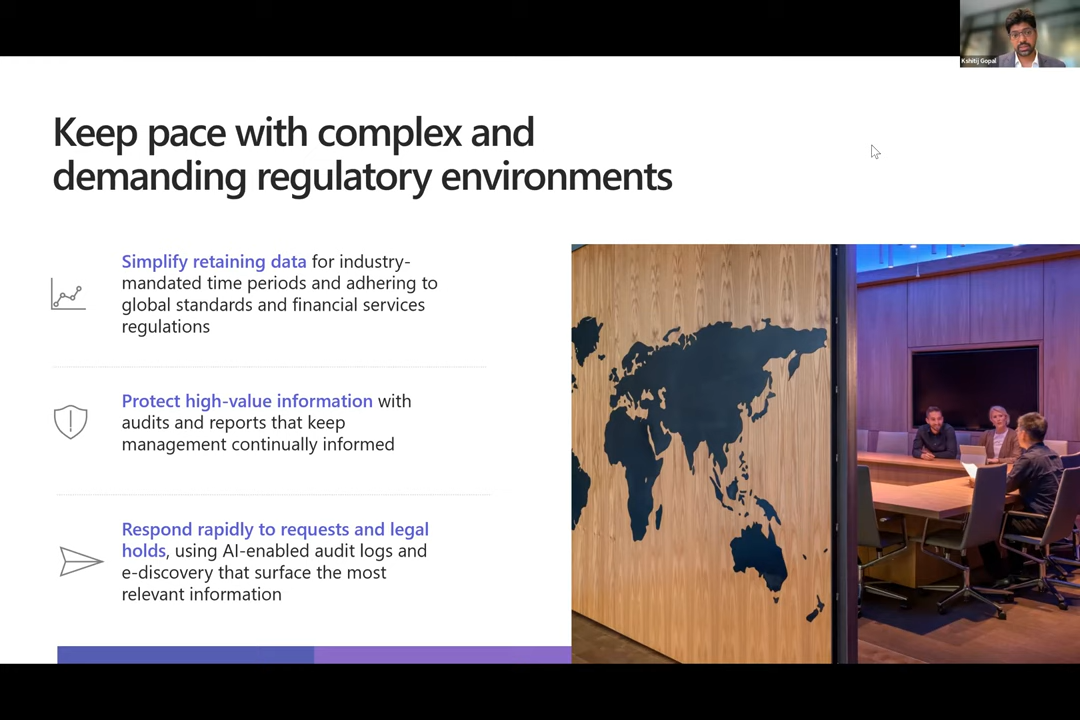 Kshitij Gopal
Keep pace with complex and
demanding regulatory environments
Simplify retaining data for industry-
mandated time periods and adhering to
global standards and financial services
regulations
Protect high-value information with
audits and reports that keep
management continually informed
Respond rapidly to requests and legal
holds, using AI-enabled audit logs and
e-discovery that surface the most
relevant information